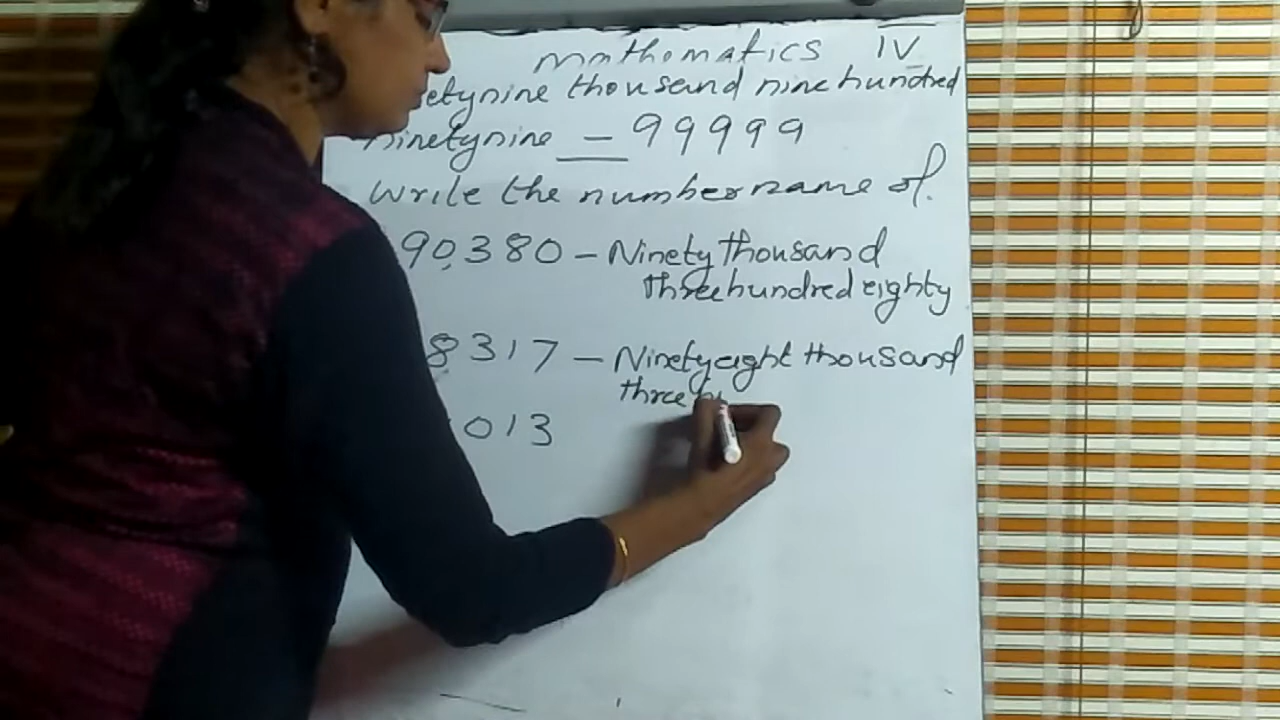 Mathematics IV
etynine thousand nine hundred
ninetynine - 99999
Write the number name of.
90,380 - Ninety thousand
three hundred eighty
8317 - Ninetyeight thousand
three
013